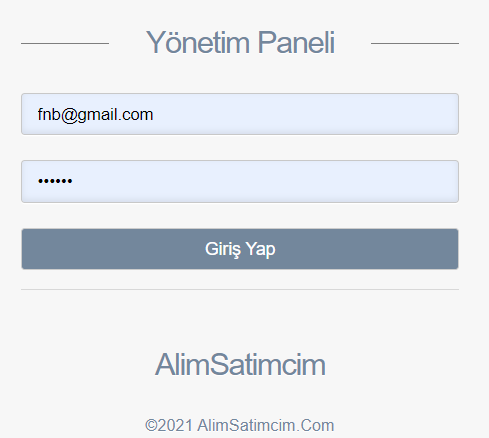 Yönetim Paneli
fnb@gmail.com
••••••
Giriş Yap
AlimSatimcim
©2021 AlimSatimcim.Com